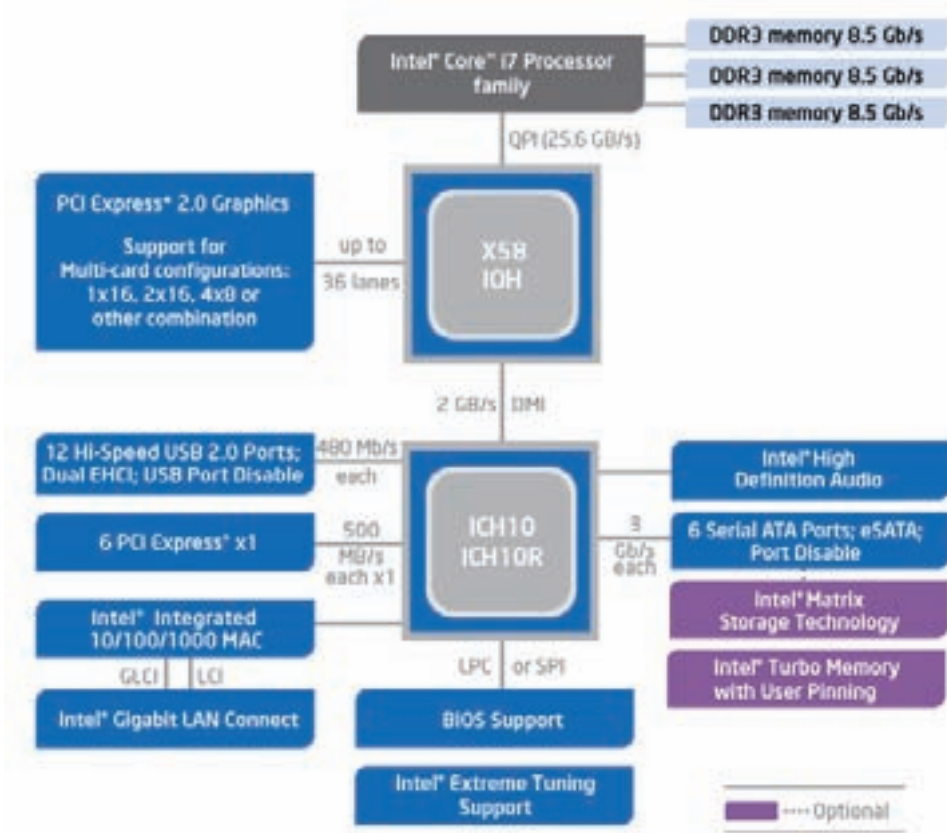 Intel® Core™ i7 Processor
family
DDR3 memory 8.5 Gb/s
DDR3 memory 8.5 Gb/s
DDR3 memory 8.5 Gb/s
QPI (25.6 GB/s)
PCI Express* 2.0 Graphics
Support for
Multi-card configurations:
1x16, 2x16, 4x8 or
other combination
up to
36 lanes
X58
IOH
2 GB/s DMI
12 Hi-Speed USB 2.0 Ports;
Dual EHCI; USB Port Disable
480 Mb/s
each
6 PCI Express* x1
500
MB/s
each x1
Intel® Integrated
10/100/1000 MAC
GLCI LCI
Intel® Gigabit LAN Connect
ICH10
ICH10R
Intel® High
Definition Audio
3
Gb/s
each
6 Serial ATA Ports; eSATA;
Port Disable
Intel® Matrix
Storage Technology
Intel® Turbo Memory
with User Pinning
LPC or SPI
BIOS Support
Intel® Extreme Tuning
Support
Optional